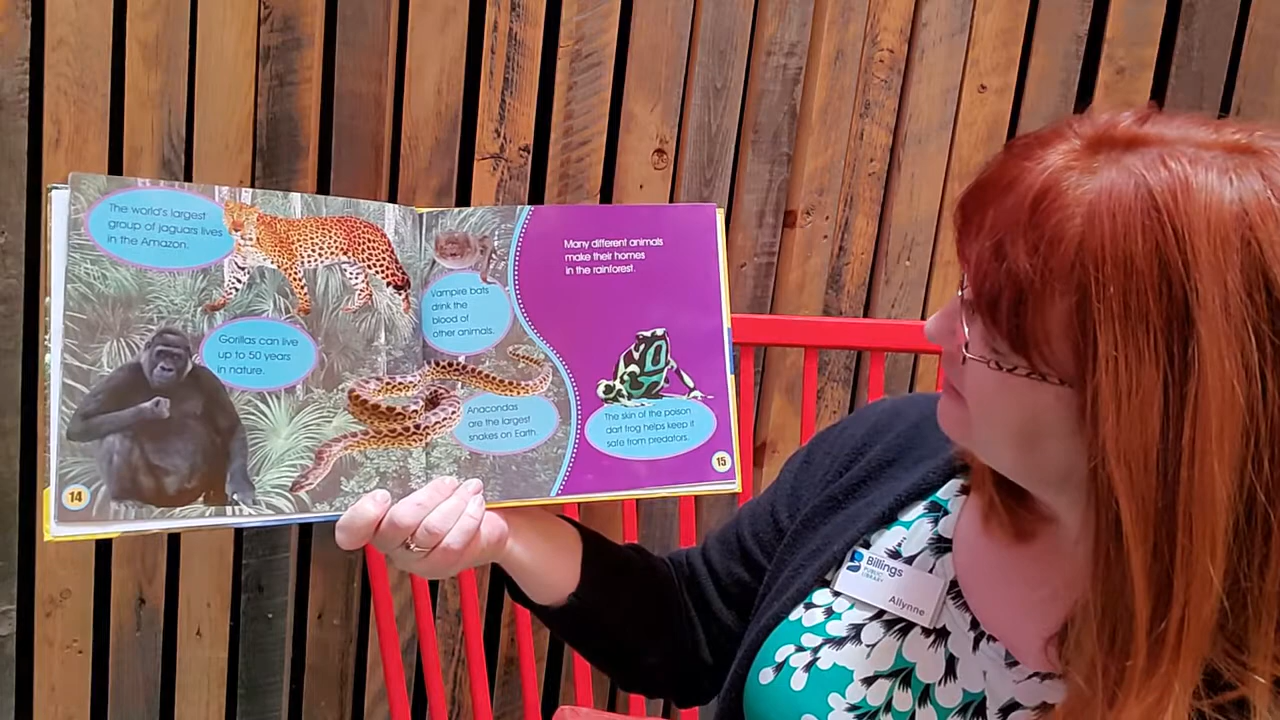 The world's largest
group of jaguars lives
in the Amazon.
Gorillas can live
up to 50 years
in nature.
Vampire bats
drink the
blood of
other animals.
Anacondas
are the largest
snakes on Earth.
14
Many different animals
make their homes
in the rainforest.
The skin of the poison
dart frog helps keep it
safe from predators.
15
Billings
PUBLIC
LIBRARY
Allynne